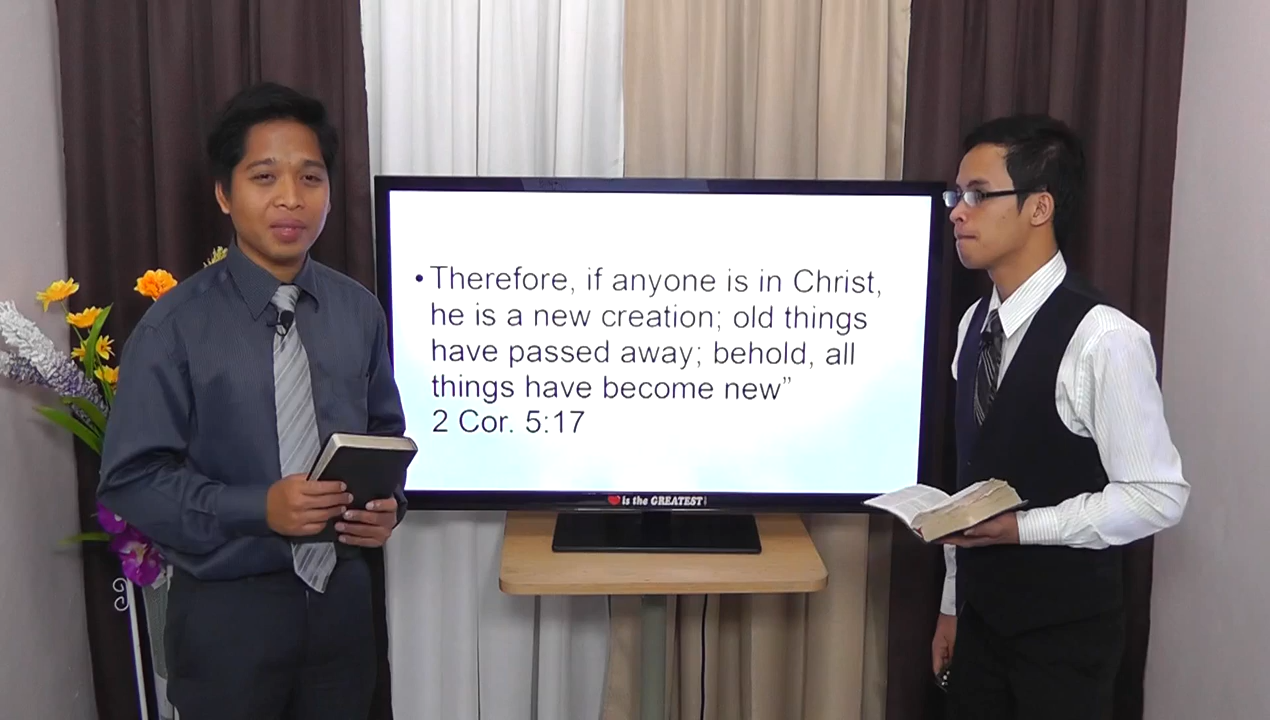 • Therefore, if anyone is in Christ,
he is a new creation; old things
have passed away; behold, all
things have become new”
2 Cor. 5:17
is the GREATEST!